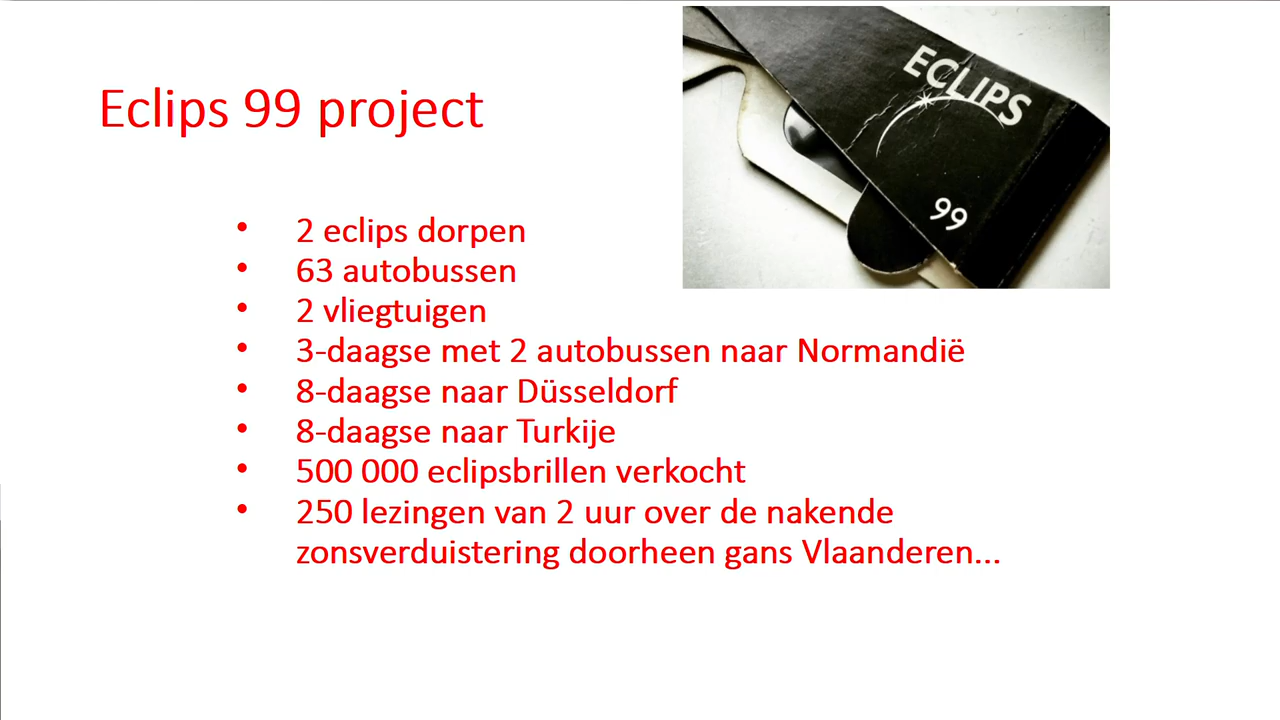 Eclips 99 project
ECLIPS
99
• 2 eclips dorpen
• 63 autobussen
• 2 vliegtuigen
• 3-daagse met 2 autobussen naar Normandië
• 8-daagse naar Düsseldorf
• 8-daagse naar Turkije
• 500 000 eclipsbrillen verkocht
• 250 lezingen van 2 uur over de nakende
zonsverduistering doorheen gans Vlaanderen...